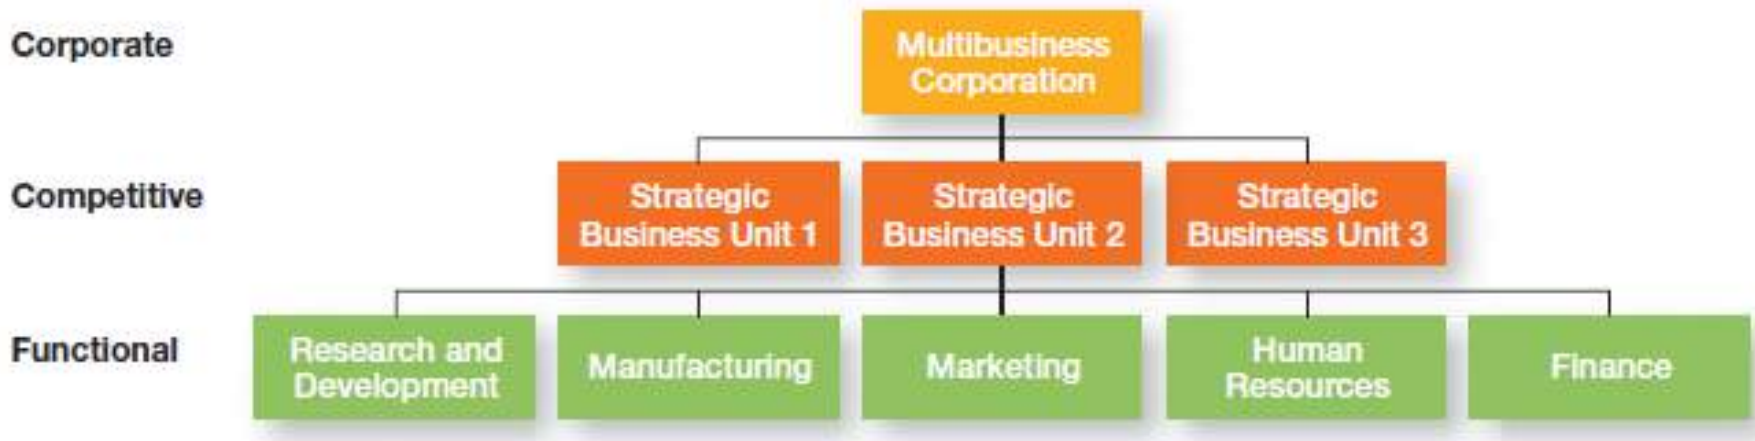 Corporate
Multibusiness
Corporation
Competitive
Strategic
Business Unit 1
Strategic
Business Unit 2
Strategic
Business Unit 3
Functional
Research and
Development
Manufacturing
Marketing
Human
Resources
Finance